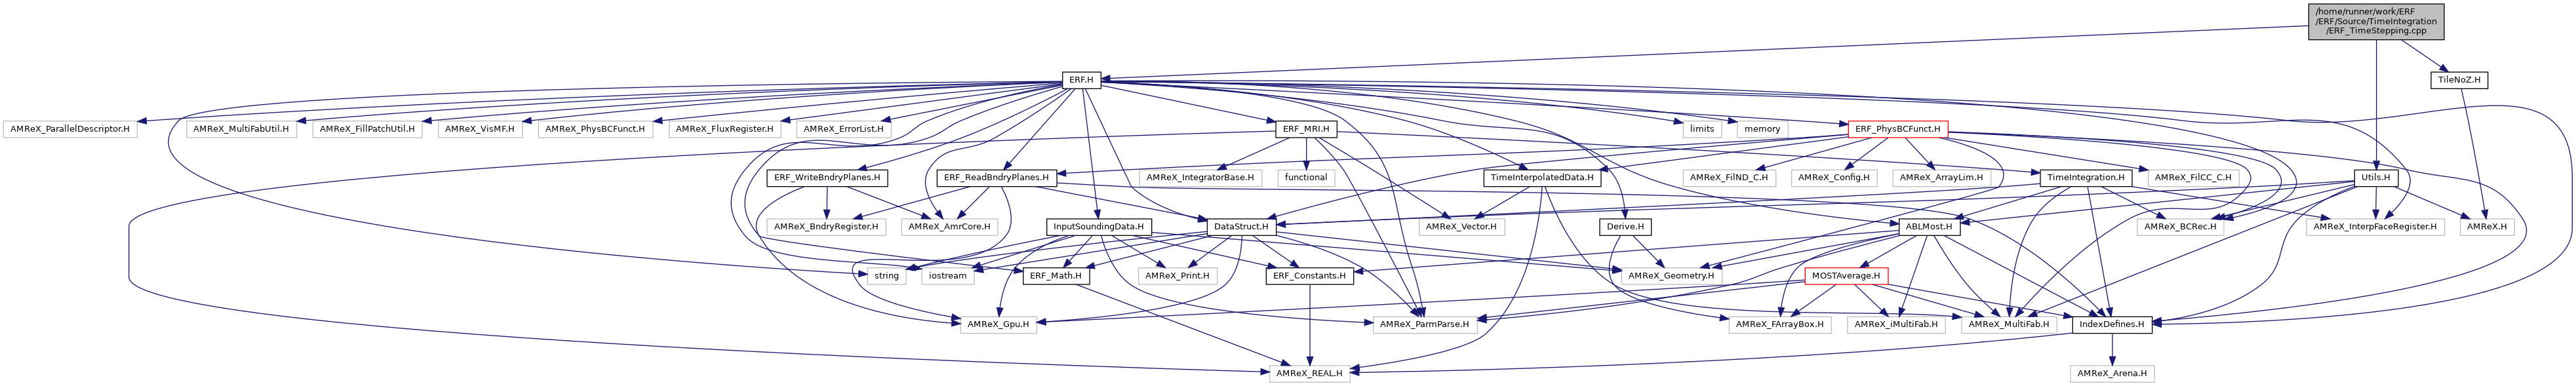 /home/runner/work/ERF
/ERF/Source/TimeIntegration
/ERF_TimeStepping.cpp
ERF.H
TileNoZ.H
AMReX_ParallelDescriptor.H
AMReX_MultiFabUtil.H
AMReX_FillPatchUtil.H
AMReX_VisMF.H
AMReX_PhysBCFunct.H
AMReX_FluxRegister.H
AMReX_ErrorList.H
ERF_MRI.H
limits
memory
ERF_PhysBCFunct.H
ERF_WriteBndryPlanes.H
ERF_ReadBndryPlanes.H
AMReX_IntegratorBase.H
functional
TimeInterpolatedData.H
AMReX_FilND_C.H
AMReX_Config.H
AMReX_ArrayLim.H
TimeIntegration.H
AMReX_FilCC_C.H
Utils.H
AMReX_BndryRegister.H
AMReX_AmrCore.H
InputSoundingData.H
DataStruct.H
AMReX_Vector.H
Derive.H
ABLMost.H
AMReX_BCRec.H
AMReX_InterpFaceRegister.H
AMReX.H
string
iostream
ERF_Math.H
AMReX_Print.H
ERF_Constants.H
AMReX_Geometry.H
MOSTAverage.H
AMReX_Gpu.H
AMReX_ParmParse.H
AMReX_FArrayBox.H
AMReX_iMultiFab.H
AMReX_MultiFab.H
IndexDefines.H
AMReX_REAL.H
AMReX_Arena.H